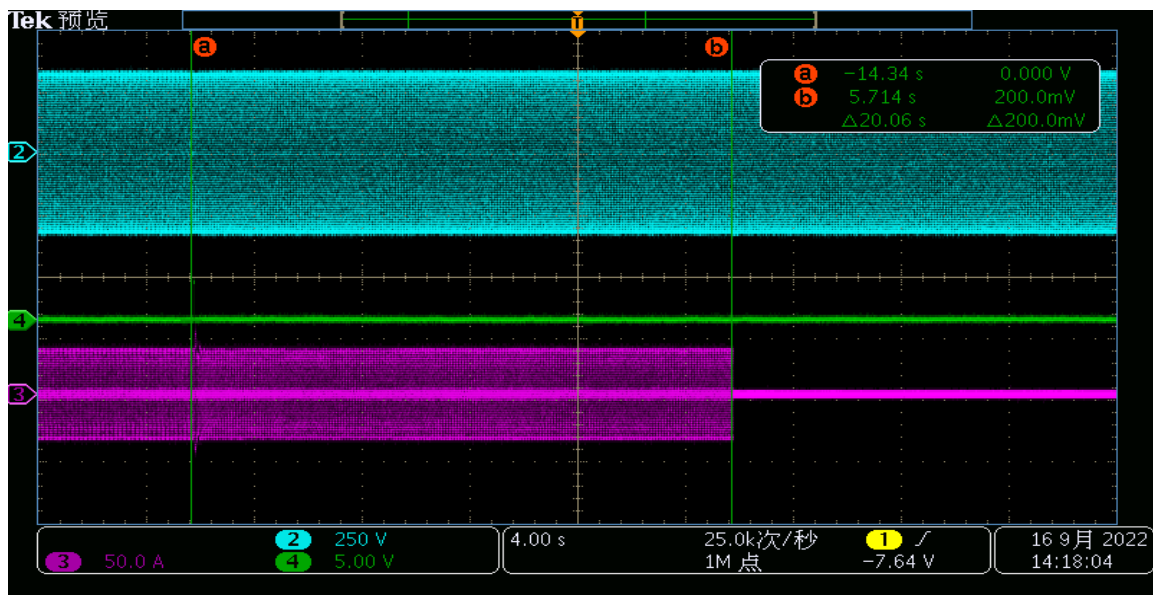 Tek 预览
T
a b
a −14.34 s 0.000 V
b 5.714 s 200.0mV
△20.06 s △200.0mV
2
4
3
2 250 V
3 50.0 A 4 5.00 V
4.00 s 25.0k次/秒 1 /
1M 点 −7.64 V
16 9月 2022
14:18:04